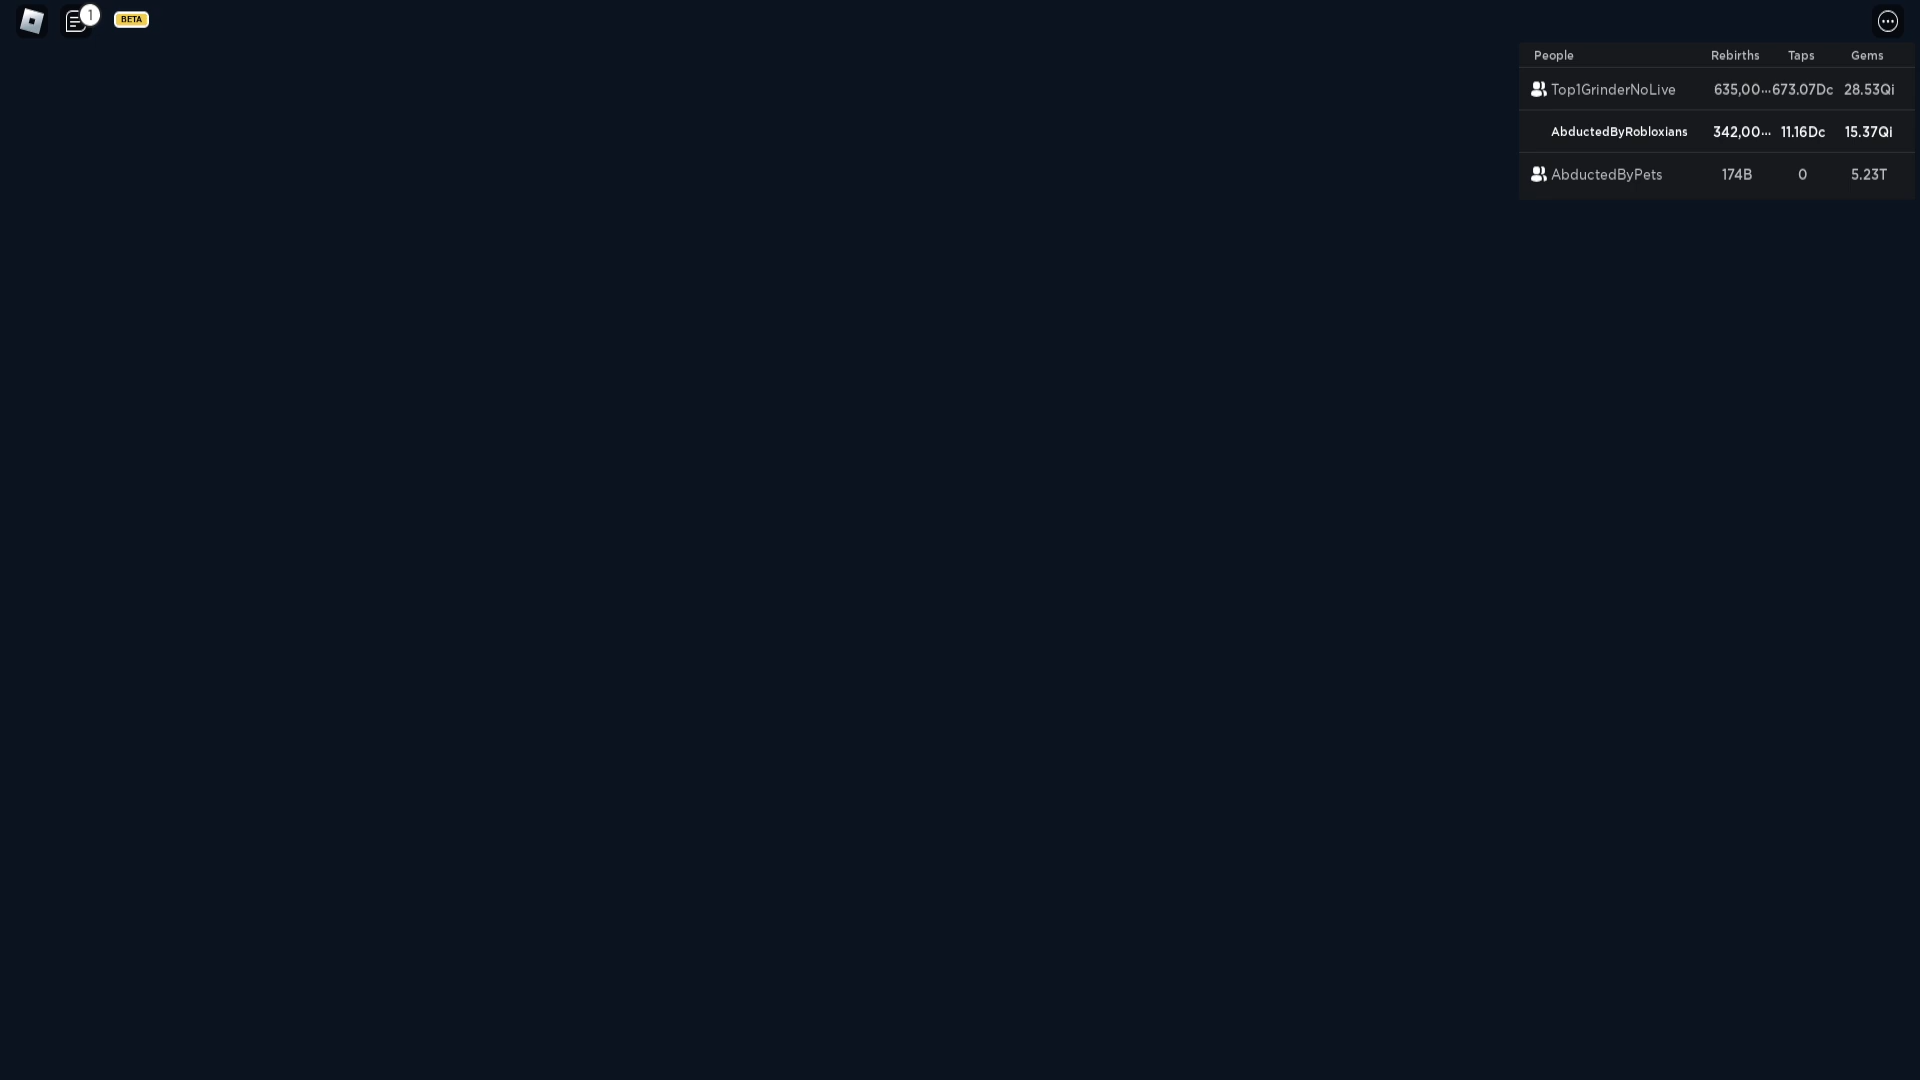 1
BETA
People Rebirths Taps Gems
Top1GrinderNoLive 635,00... 673.07Dc 28.53Qi
AbductedByRobloxians 342,00... 11.16Dc 15.37Qi
AbductedByPets 174B 0 5.23T